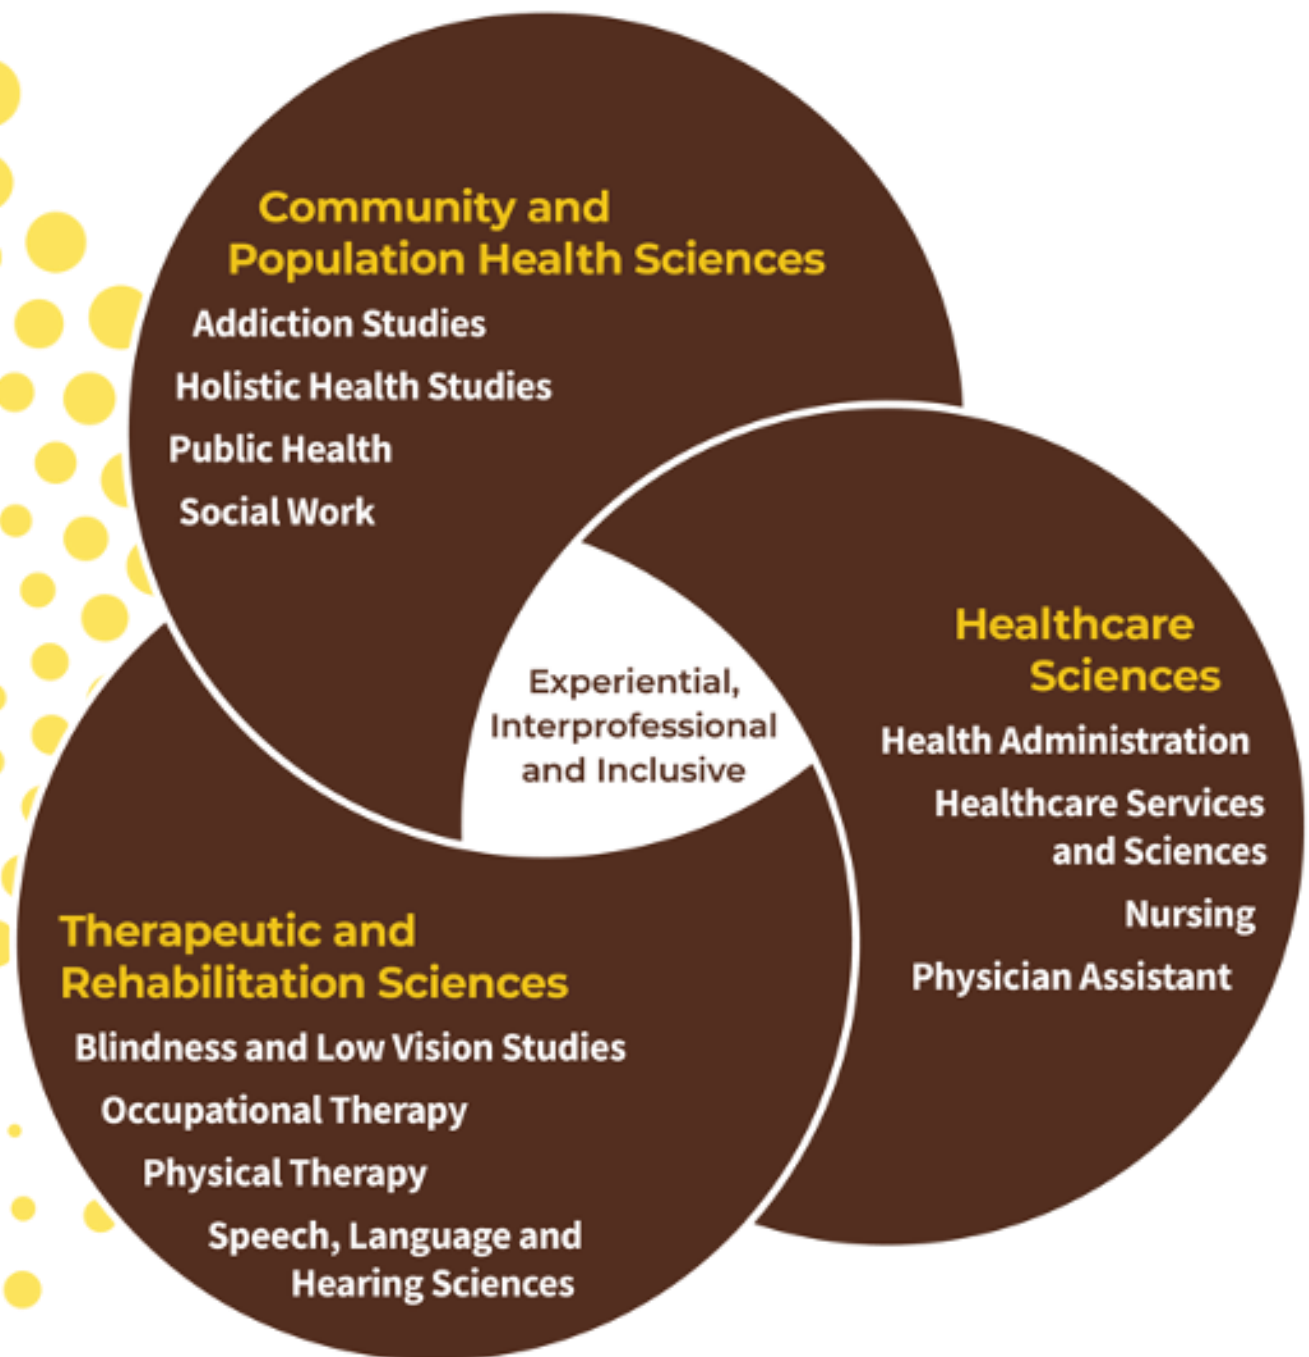 Community and
Population Health Sciences
Addiction Studies
Holistic Health Studies
Public Health
Social Work
Experiential,
Interprofessional
and Inclusive
Healthcare
Sciences
Health Administration
Healthcare Services
and Sciences
Nursing
Physician Assistant
Therapeutic and
Rehabilitation Sciences
Blindness and Low Vision Studies
Occupational Therapy
Physical Therapy
Speech, Language and
Hearing Sciences